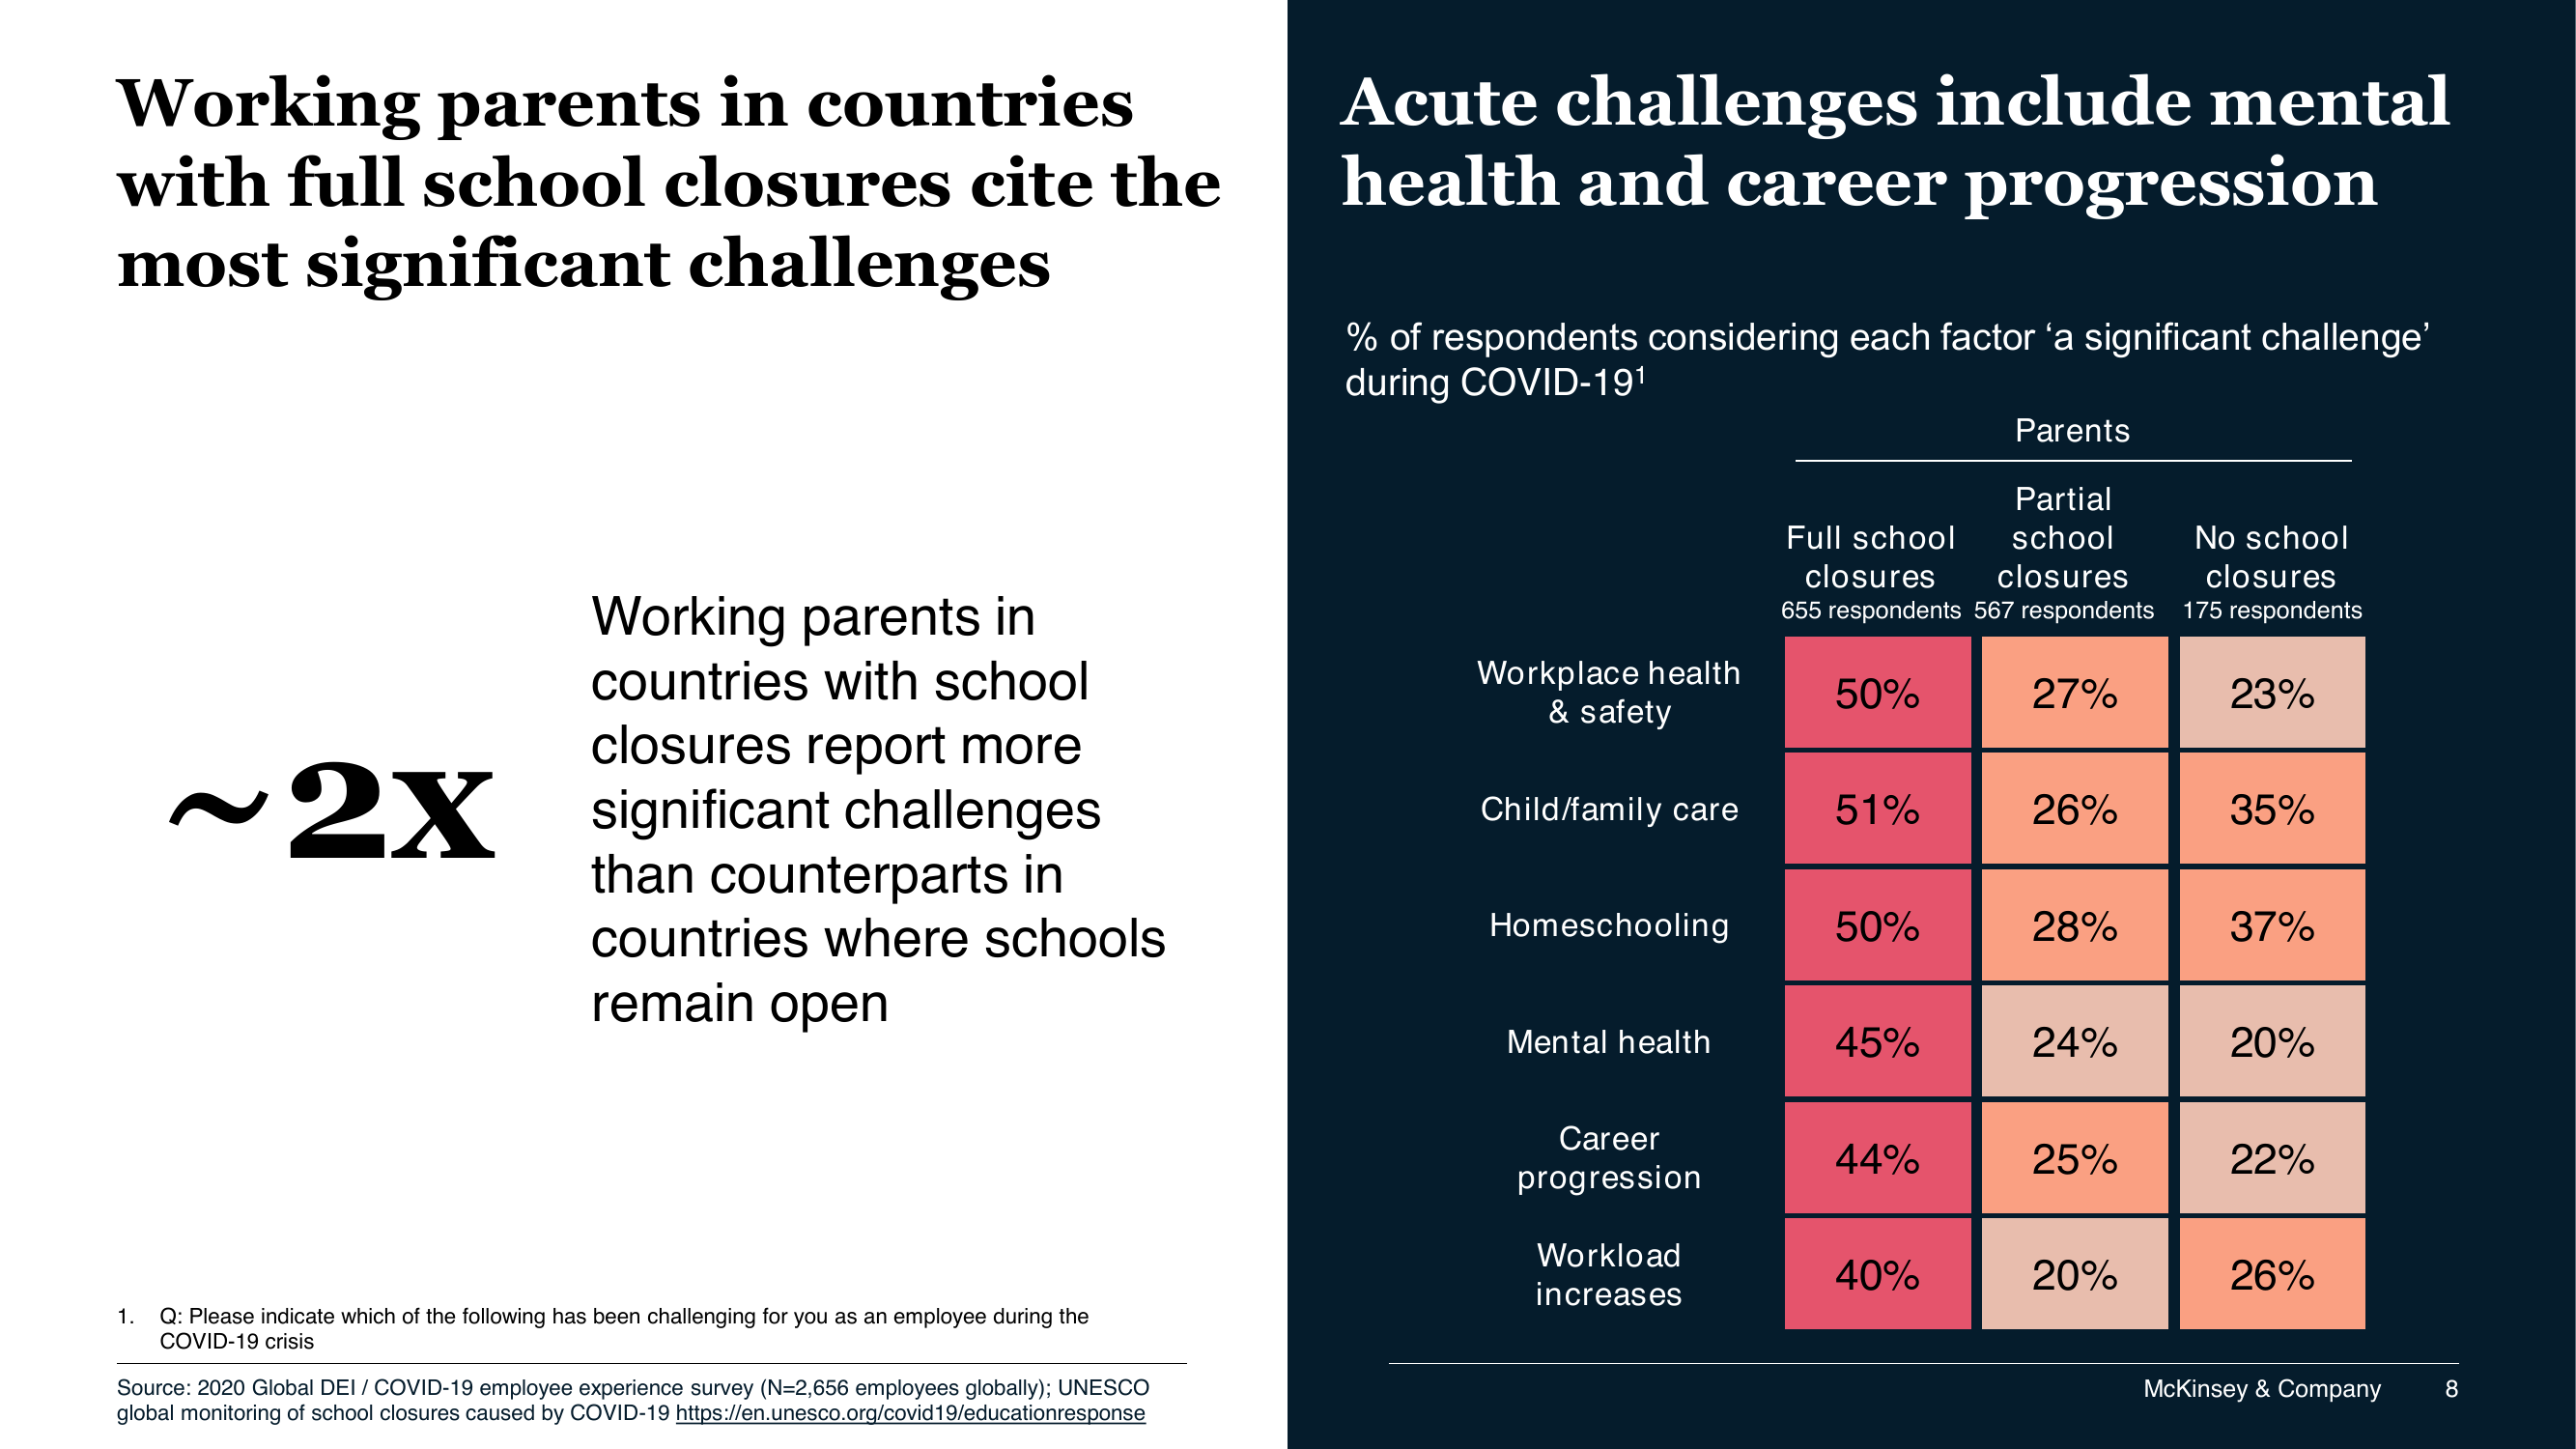 Working parents in countries
with full school closures cite the
most significant challenges
~2x
Working parents in
countries with school
closures report more
significant challenges
than counterparts in
countries where schools
remain open
1. Q: Please indicate which of the following has been challenging for you as an employee during the
COVID-19 crisis
Source: 2020 Global DEI / COVID-19 employee experience survey (N=2,656 employees globally); UNESCO
global monitoring of school closures caused by COVID-19 https://en.unesco.org/covid19/educationresponse
Acute challenges include mental
health and career progression
% of respondents considering each factor ‘a significant challenge’
during COVID-19¹
Parents
Full school
closures
655 respondents
Partial
school
closures
567 respondents
No school
closures
175 respondents
Workplace health
& safety
50% 27% 23%
Child/family care 51% 26% 35%
Homeschooling 50% 28% 37%
Mental health 45% 24% 20%
Career
progression
44% 25% 22%
Workload
increases
40% 20% 26%
McKinsey & Company 8